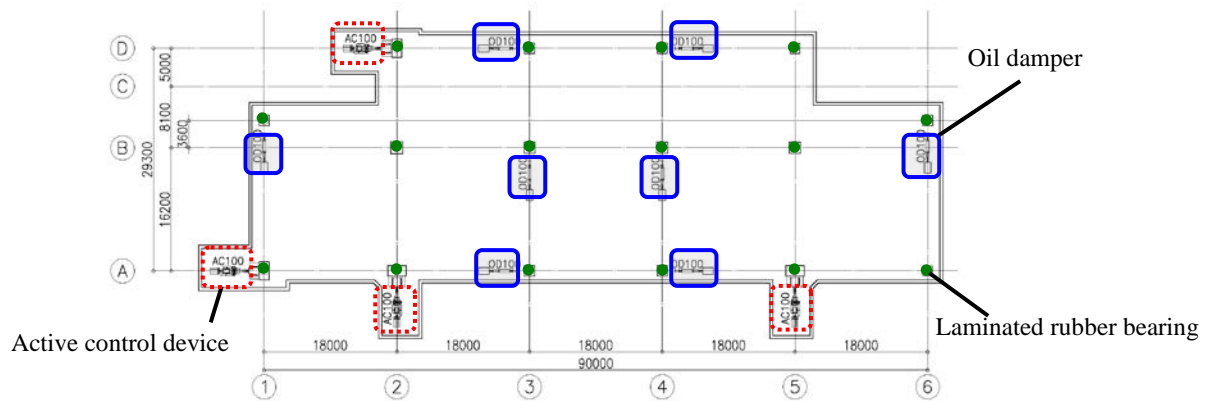 AC100
OD100
OD100
D
Oil damper
5000
C
8100
3600
OD100
OD100
B
29300
OD100
OD100
16200
AC100
OD100
OD100
A
AC100
AC100
Laminated rubber bearing
Active control device
18000
18000
18000
18000
18000
90000
1
2
3
4
5
6